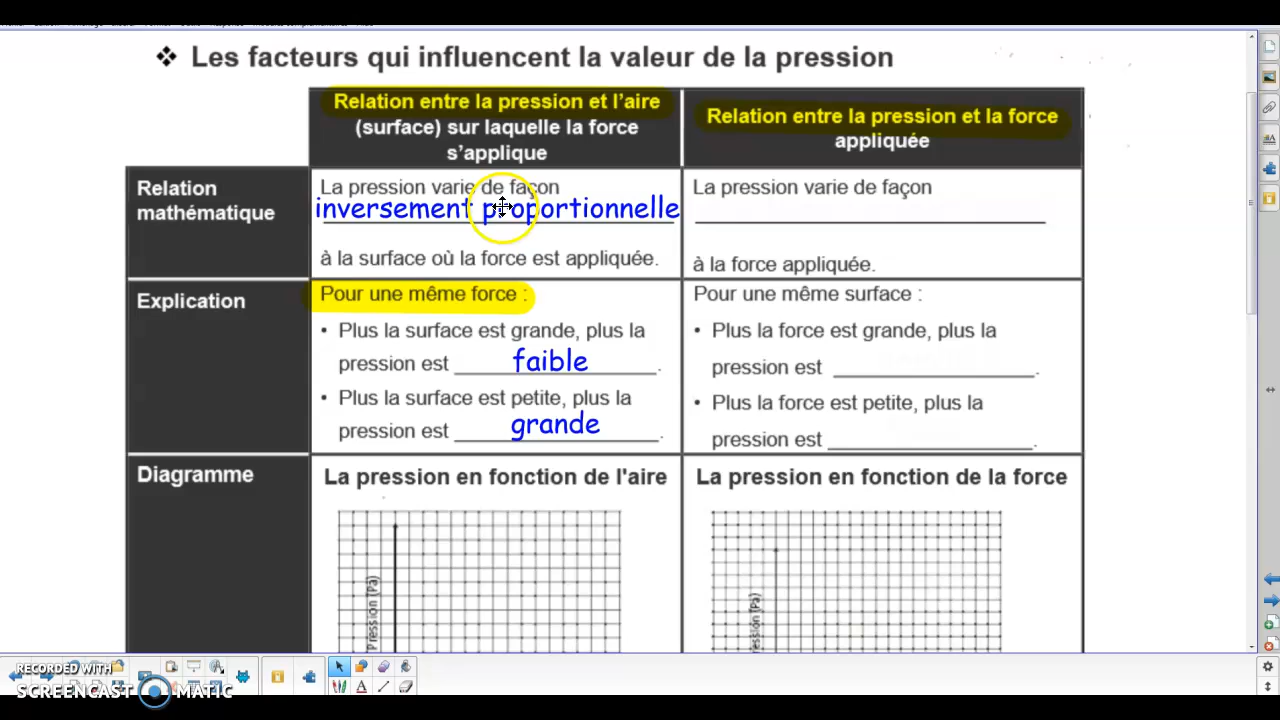 ❖ Les facteurs qui influencent la valeur de la pression
Relation entre la pression et l'aire
(surface) sur laquelle la force
s'applique
Relation entre la pression et la force
appliquée
Relation
mathématique
La pression varie de façon
inversement proportionnelle
à la surface où la force est appliquée.
La pression varie de façon
à la force appliquée.
Explication
Pour une même force :
• Plus la surface est grande, plus la
pression est faible.
• Plus la surface est petite, plus la
pression est grande.
Pour une même surface :
• Plus la force est grande, plus la
pression est ____.
• Plus la force est petite, plus la
pression est ____.
Diagramme
La pression en fonction de l'aire
Pression (Pa)
La pression en fonction de la force
ession (Pa)
RECORDED WITH
SCREENCAST MATIC